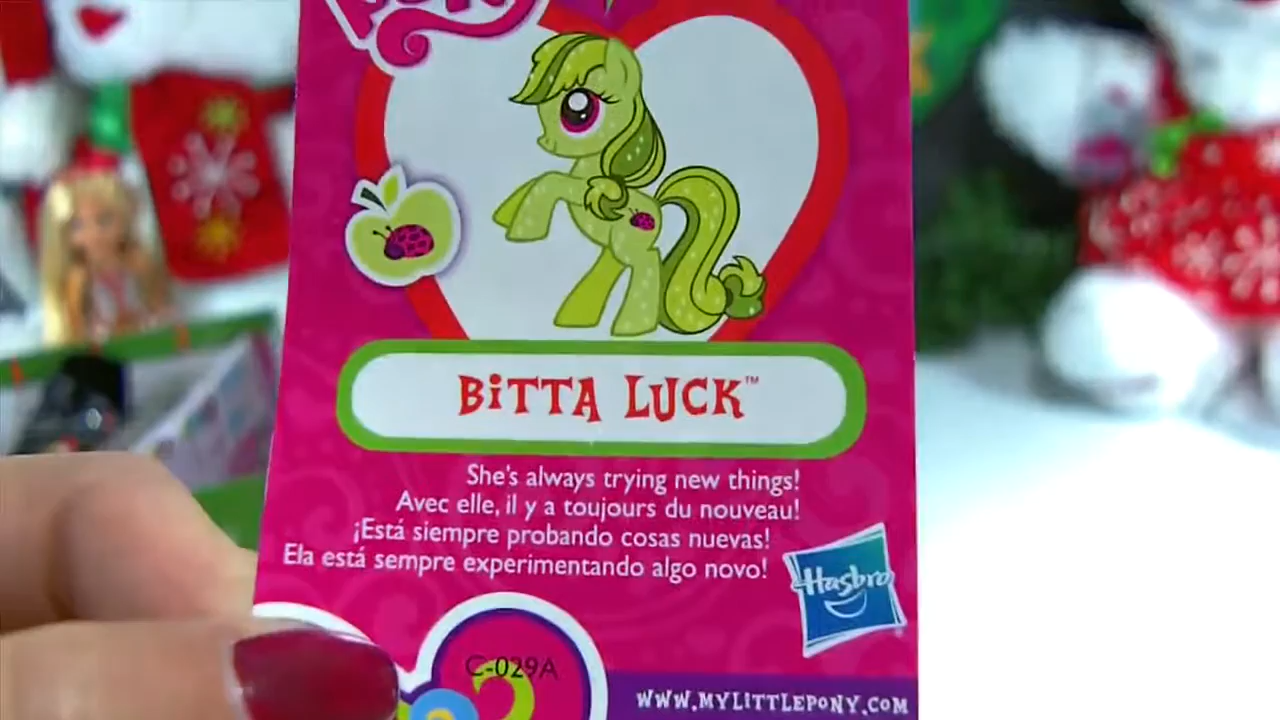 BiTTA LUCK™
She's always trying new things!
Avec elle, il y a toujours du nouveau!
¡Está siempre probando cosas nuevas!
Ela está sempre experimentando algo novo!
Hasbro
C-029A
WWW.MYLITTLEPONY.COM